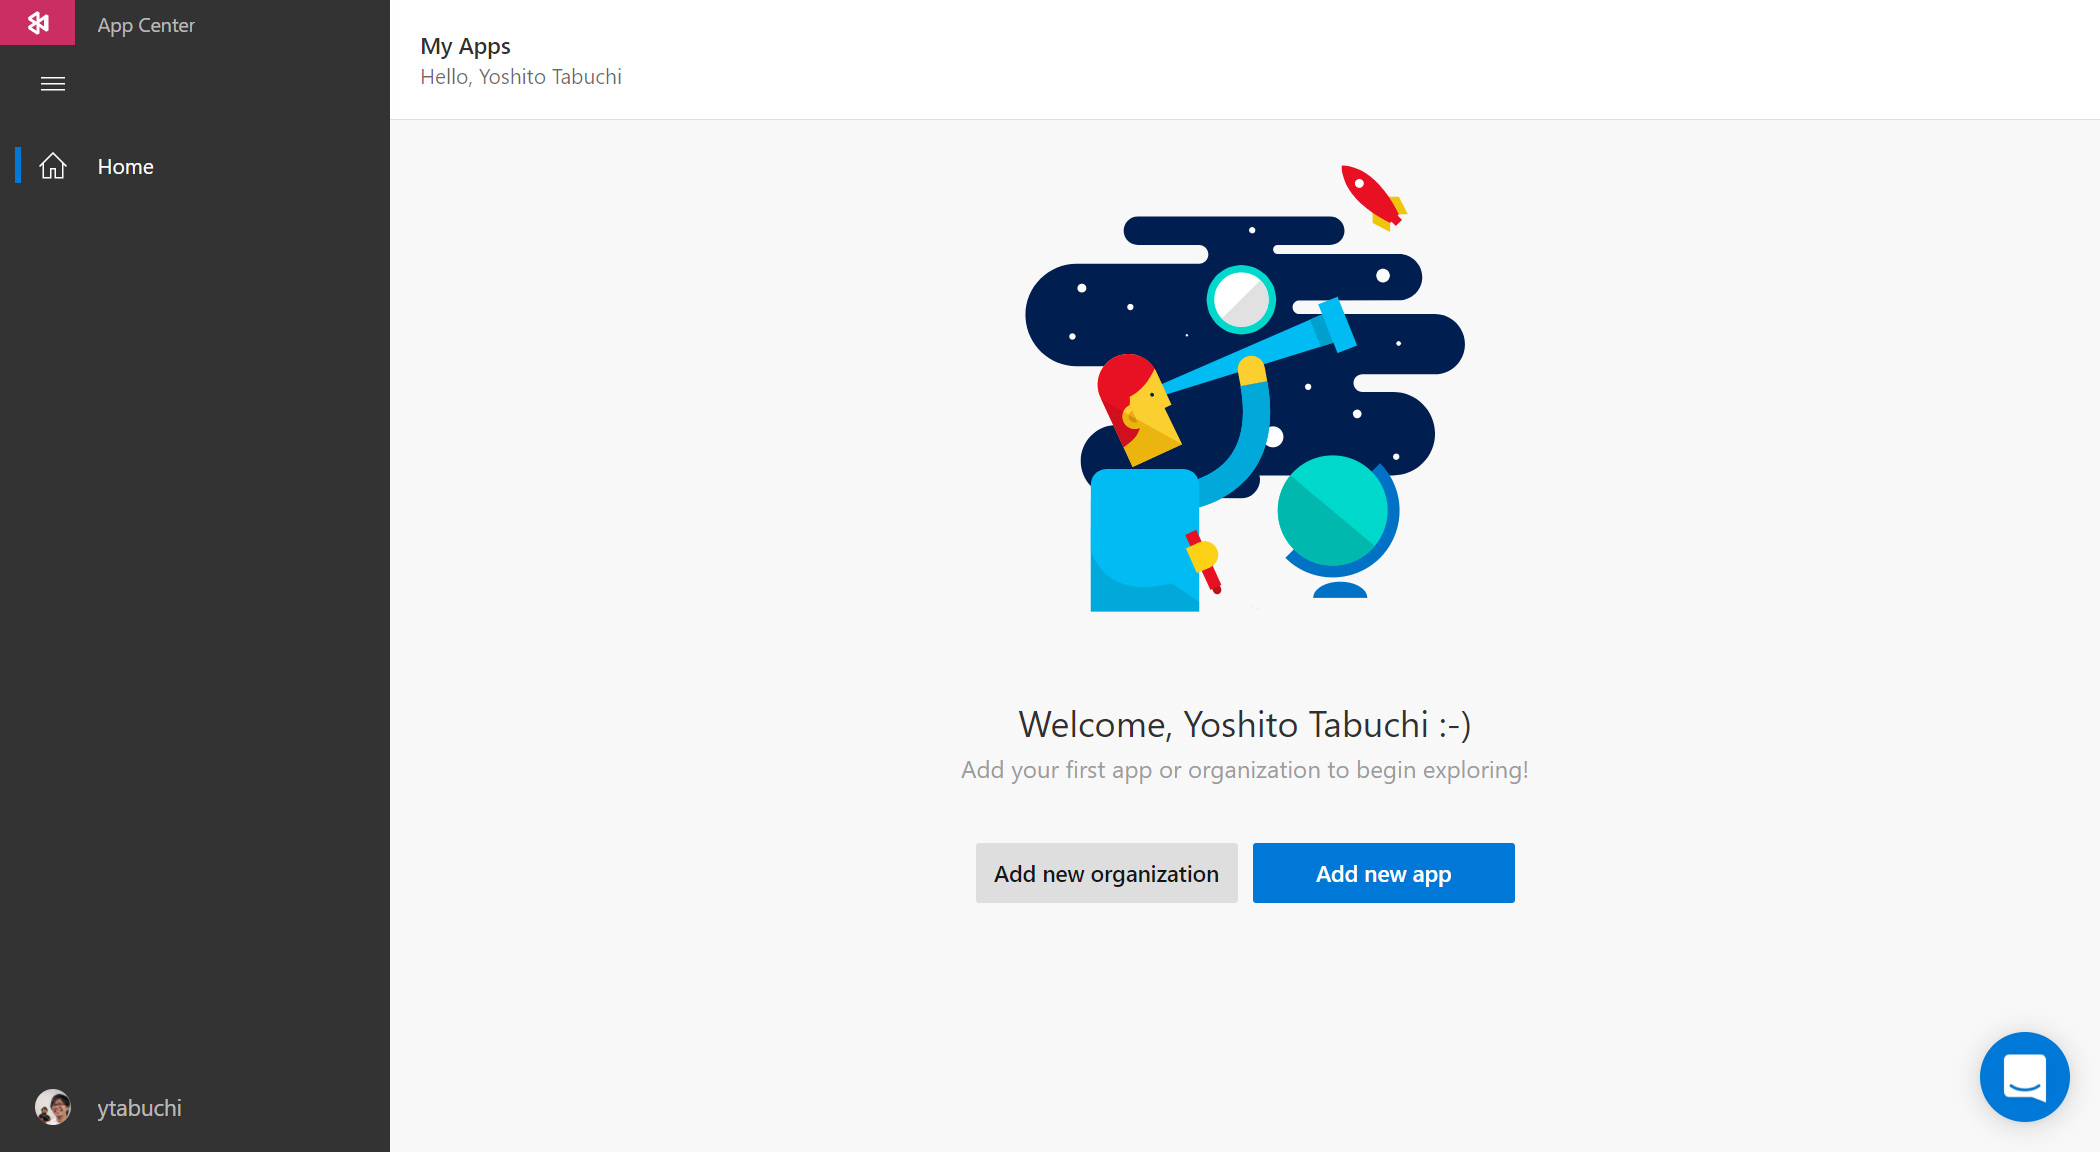 App Center
Home
ytabuchi
My Apps
Hello, Yoshito Tabuchi
Welcome, Yoshito Tabuchi :-)
Add your first app or organization to begin exploring!
Add new organization
Add new app